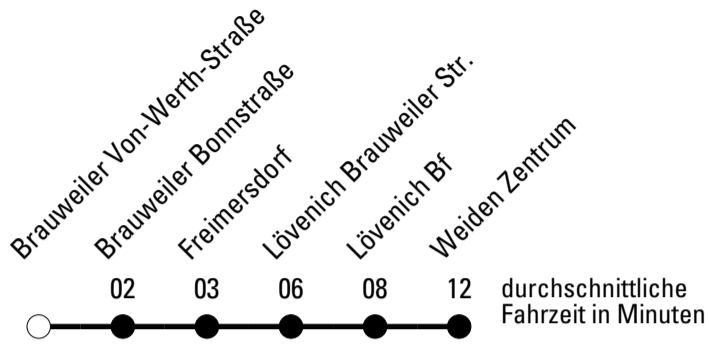 Brauweiler Von-Werth-Straße
Brauweiler Bonnstraße
Freimersdorf
Lövenich Brauweiler Str.
Lövenich Bf
Weiden Zentrum
02 03 06 08 12
durchschnittliche
Fahrzeit in Minuten